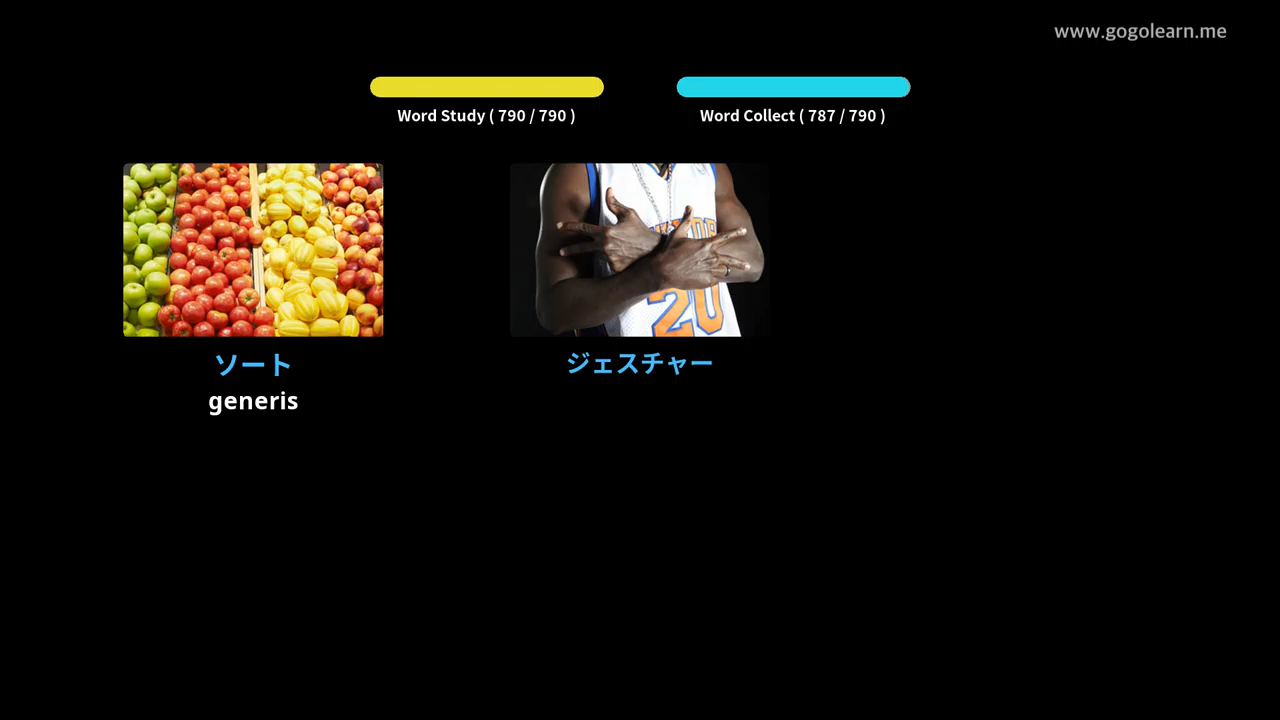 www.gogolearn.me
Word Study ( 790 / 790 )
Word Collect ( 787 / 790 )
20
ソート
ジェスチャー
generis